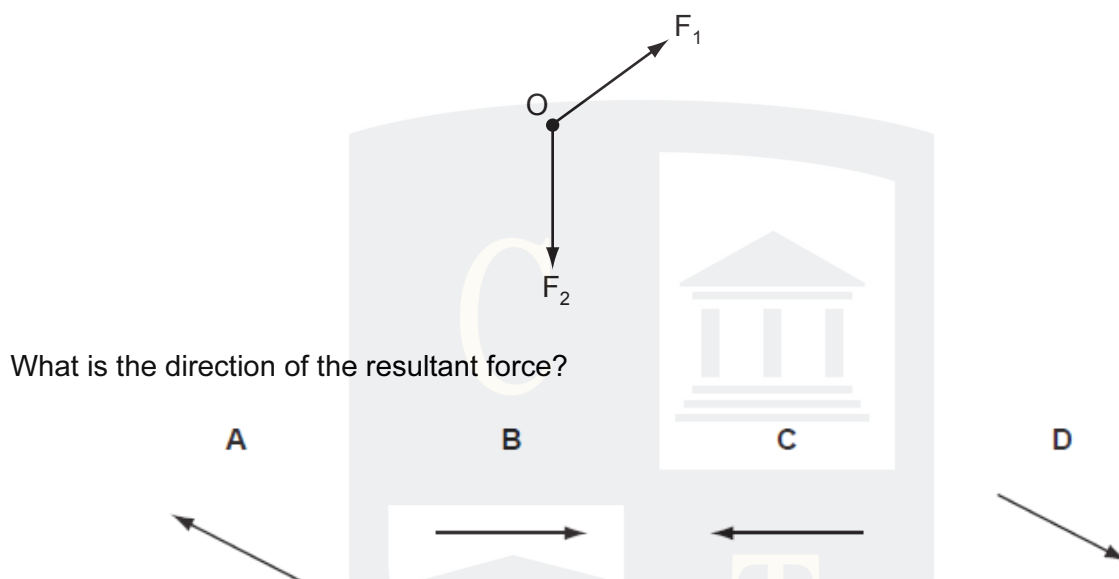 F₁
O
F₂
What is the direction of the resultant force?
A B C D